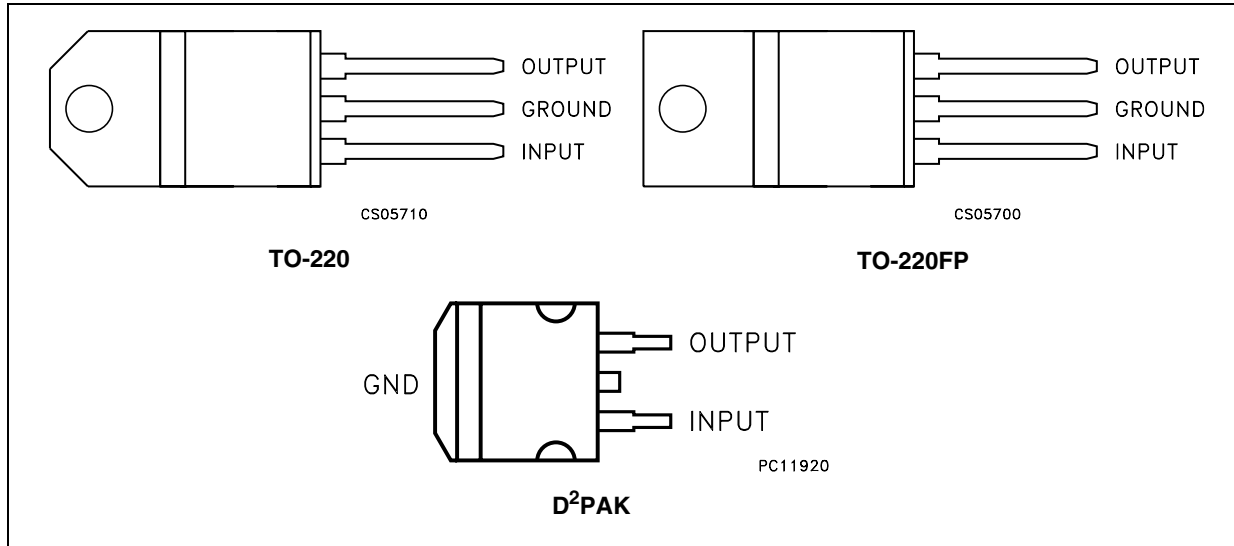 OUTPUT
GROUND
INPUT
CS05710
TO-220
OUTPUT
GROUND
INPUT
CS05700
TO-220FP
GND
OUTPUT
INPUT
PC11920
D²PAK